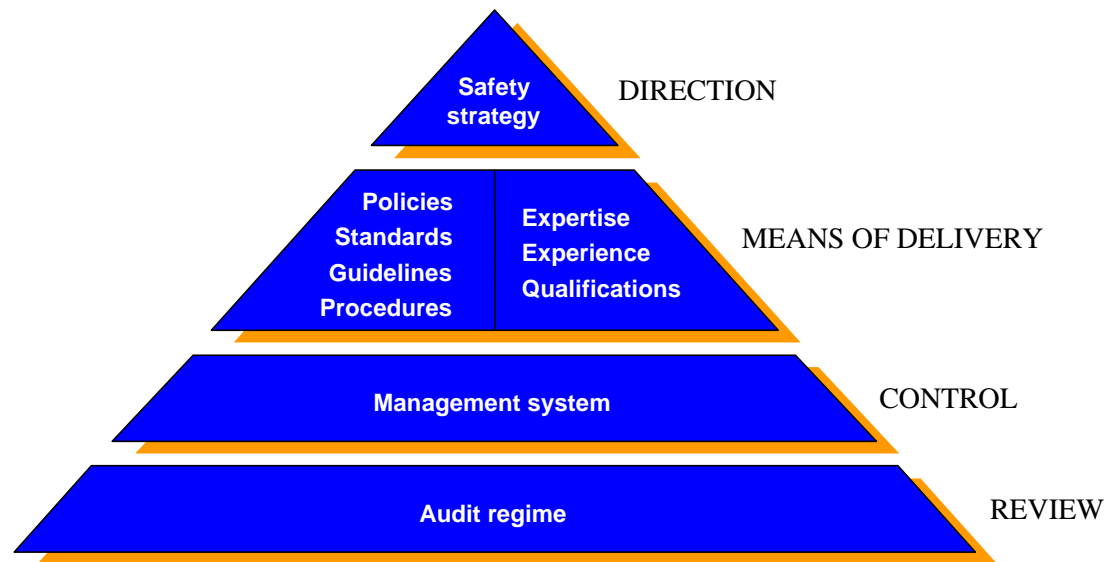 Safety
strategy
DIRECTION
Policies
Standards
Guidelines
Procedures
Expertise
Experience
Qualifications
MEANS OF DELIVERY
Management system
CONTROL
Audit regime
REVIEW